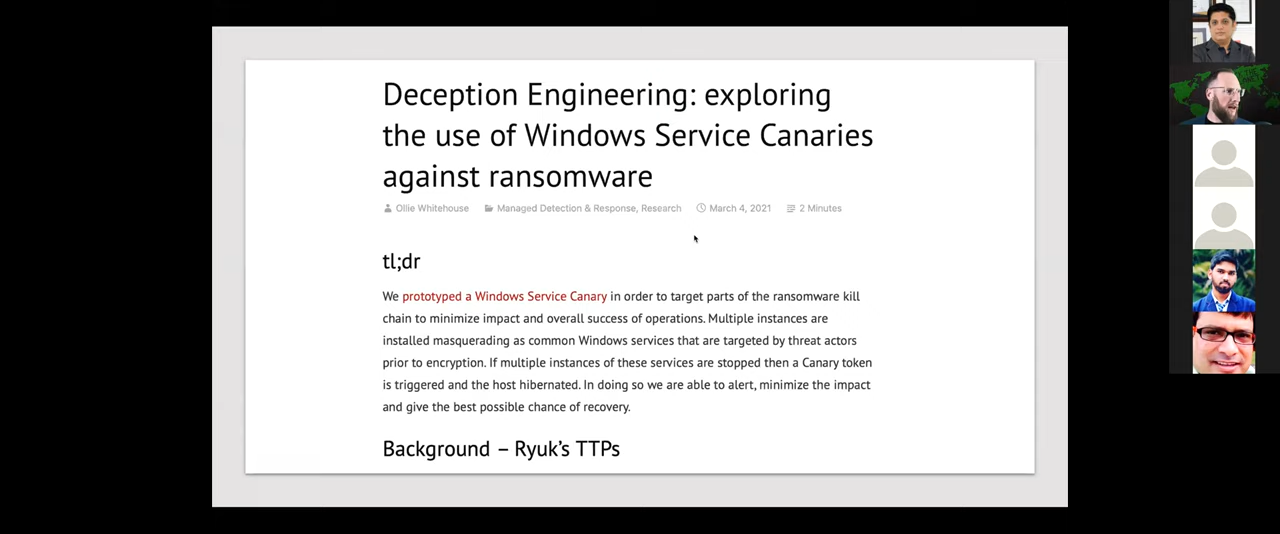 Deception Engineering: exploring
the use of Windows Service Canaries
against ransomware
Ollie Whitehouse Managed Detection & Response, Research March 4, 2021 2 Minutes
tl;dr
We prototyped a Windows Service Canary in order to target parts of the ransomware kill
chain to minimize impact and overall success of operations. Multiple instances are
installed masquerading as common Windows services that are targeted by threat actors
prior to encryption. If multiple instances of these services are stopped then a Canary token
is triggered and the host hibernated. In doing so we are able to alert, minimize the impact
and give the best possible chance of recovery.
Background – Ryuk’s TTPs